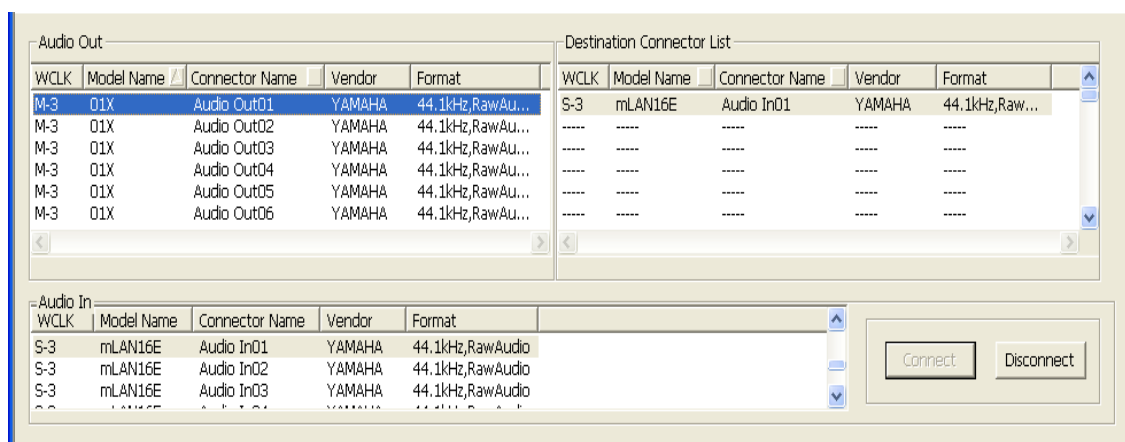 Audio Out
WCLK Model Name Connector Name Vendor Format
M-3 01X Audio Out01 YAMAHA 44.1kHz,RawAu...
M-3 01X Audio Out02 YAMAHA 44.1kHz,RawAu...
M-3 01X Audio Out03 YAMAHA 44.1kHz,RawAu...
M-3 01X Audio Out04 YAMAHA 44.1kHz,RawAu...
M-3 01X Audio Out05 YAMAHA 44.1kHz,RawAu...
M-3 01X Audio Out06 YAMAHA 44.1kHz,RawAu...
Destination Connector List
WCLK Model Name Connector Name Vendor Format
S-3 mLAN16E Audio In01 YAMAHA 44.1kHz,Raw...
----- ----- ----- ----- -----
----- ----- ----- ----- -----
----- ----- ----- ----- -----
----- ----- ----- ----- -----
----- ----- ----- ----- -----
Audio In
WCLK Model Name Connector Name Vendor Format
S-3 mLAN16E Audio In01 YAMAHA 44.1kHz,RawAudio
S-3 mLAN16E Audio In02 YAMAHA 44.1kHz,RawAudio
S-3 mLAN16E Audio In03 YAMAHA 44.1kHz,RawAudio
Connect
Disconnect